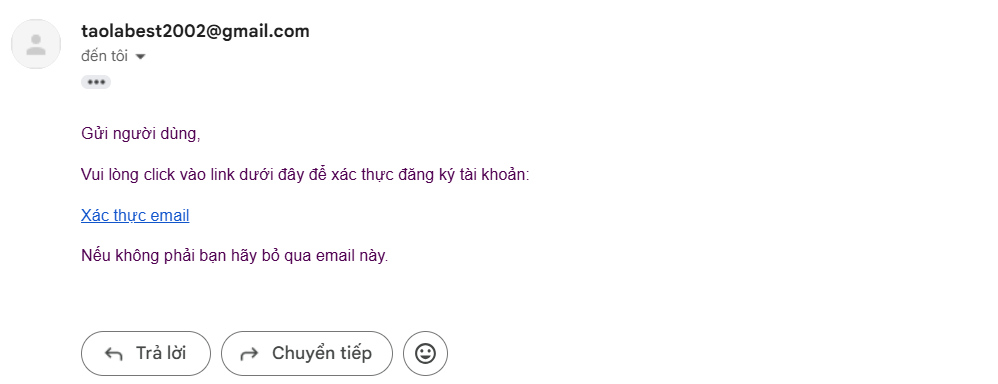 taolabest2002@gmail.com
đến tôi
Gửi người dùng,
Vui lòng click vào link dưới đây để xác thực đăng ký tài khoản:
Xác thực email
Nếu không phải bạn hãy bỏ qua email này.
Trả lời
Chuyển tiếp